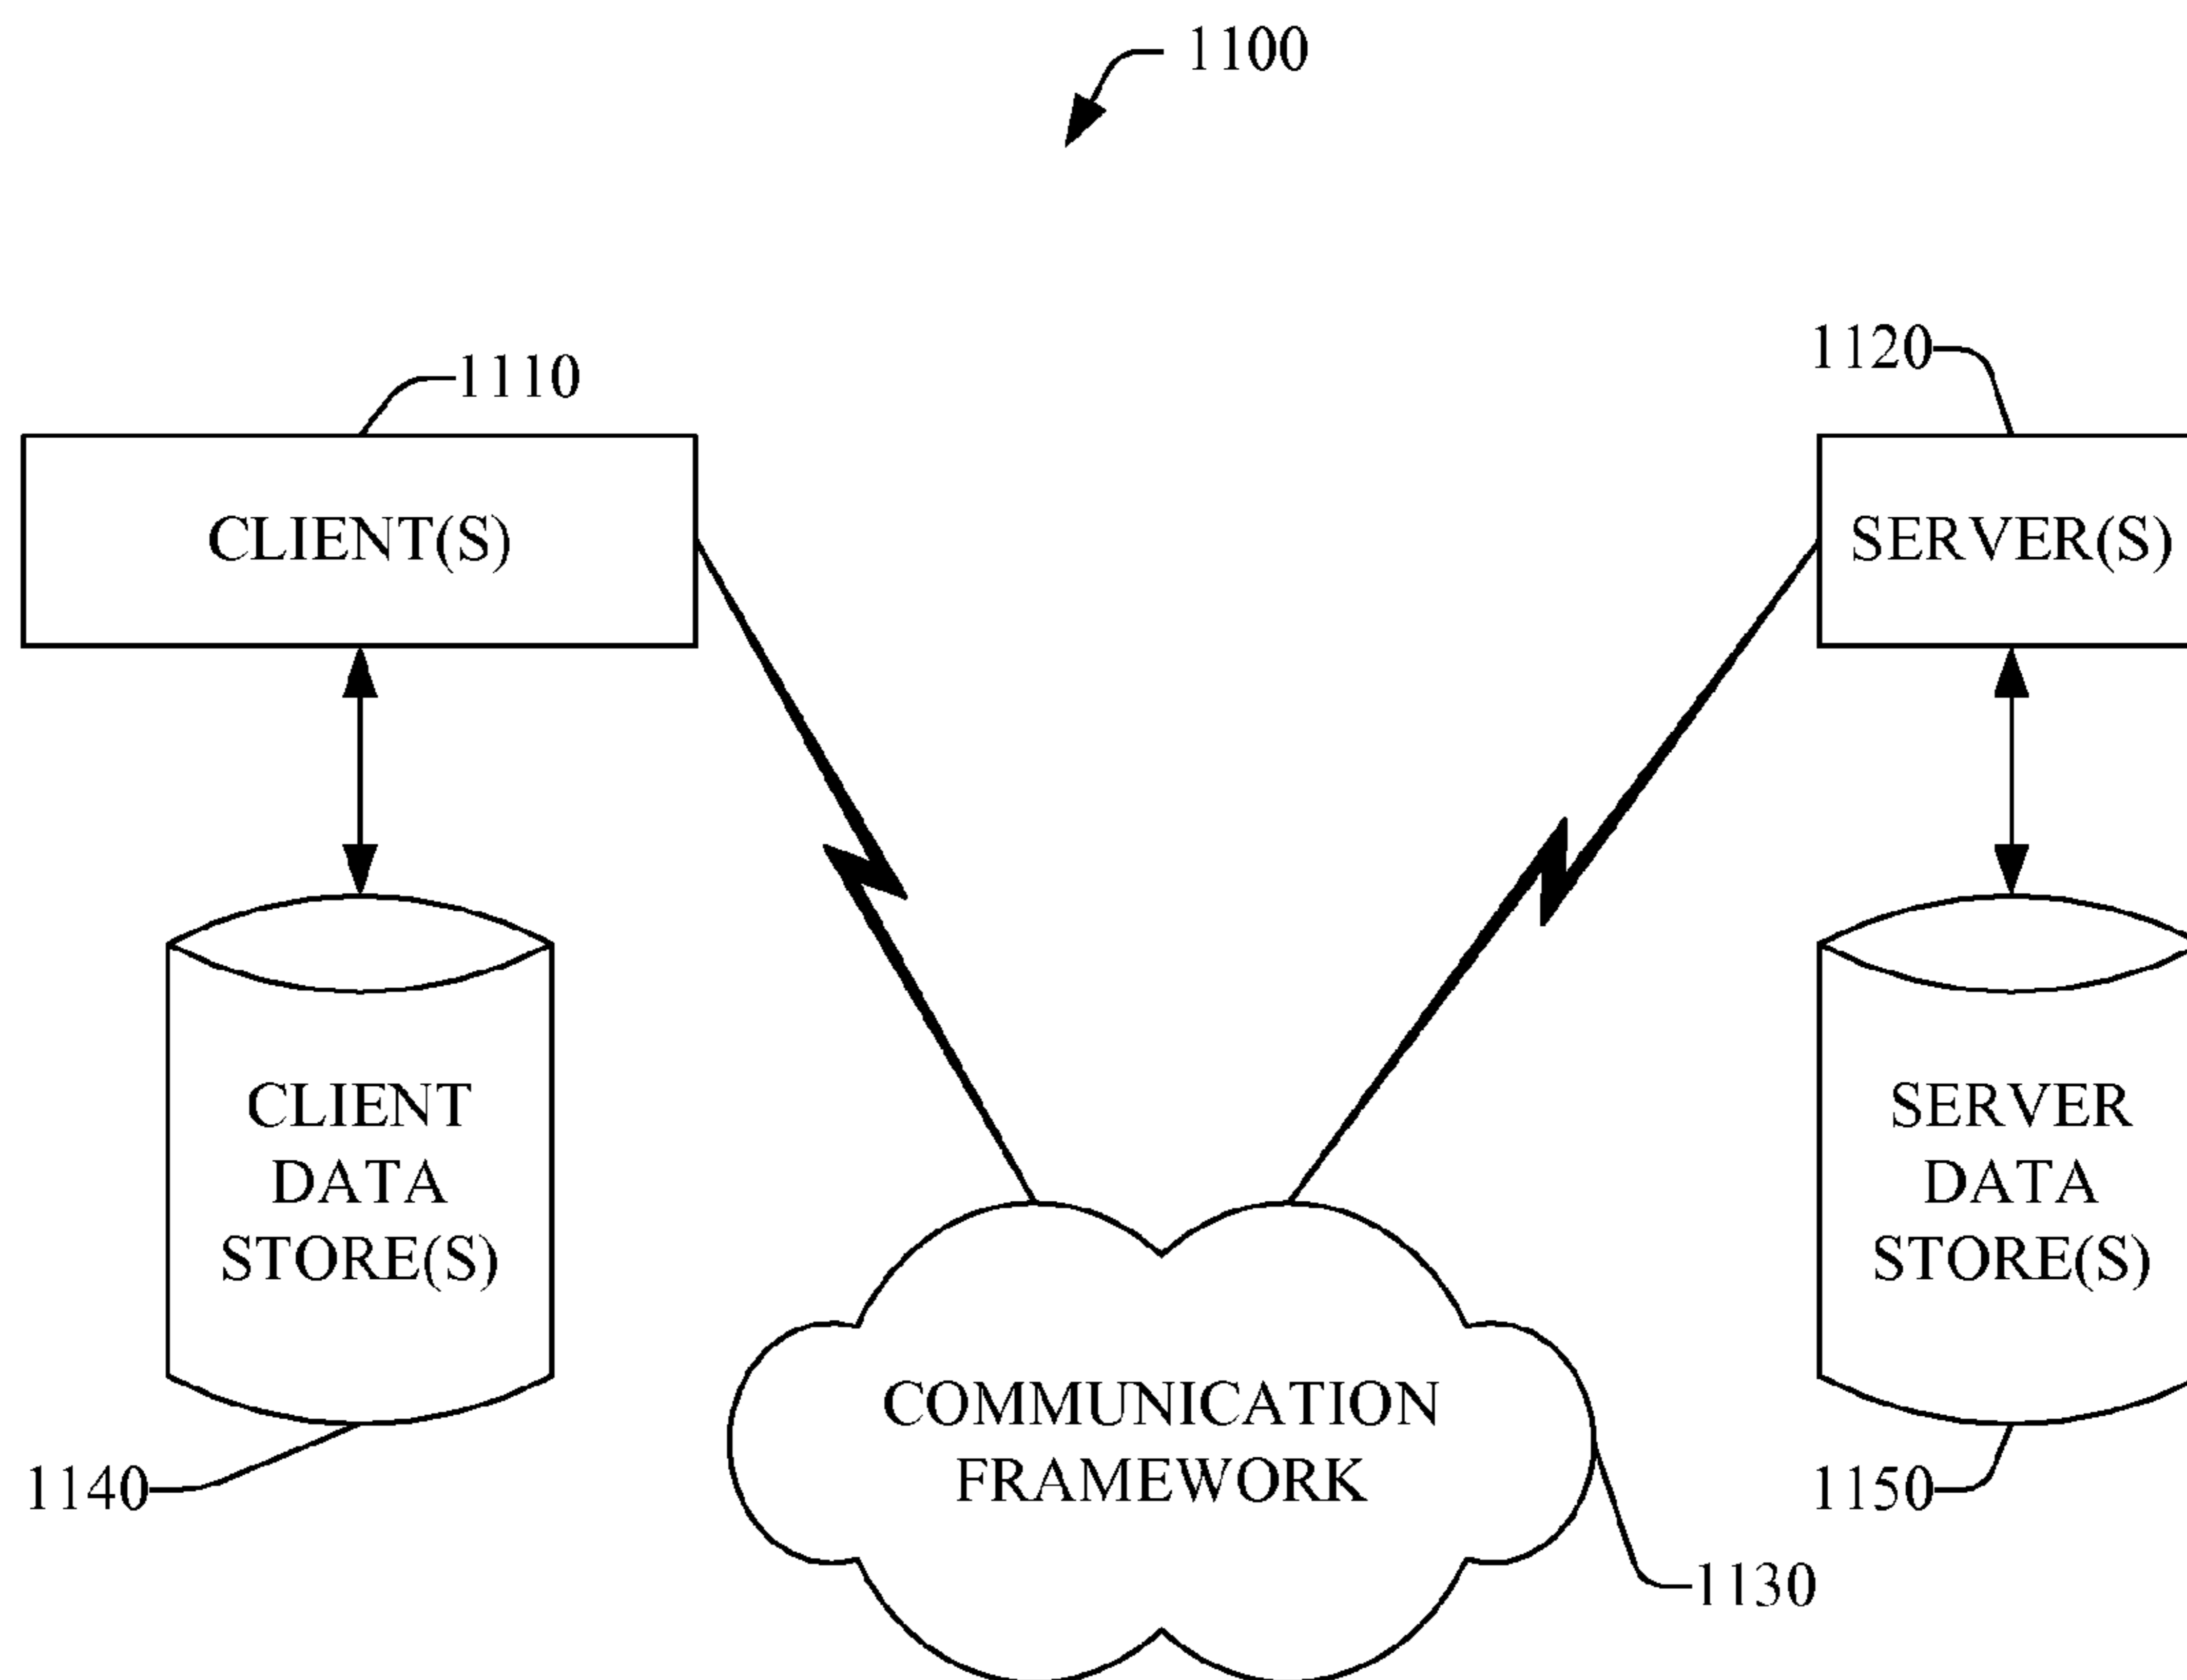 1100
1110
1120
CLIENT(S)
SERVER(S)
CLIENT
DATA
STORE(S)
SERVER
DATA
STORE(S)
COMMUNICATION
FRAMEWORK
1140
1150
1130